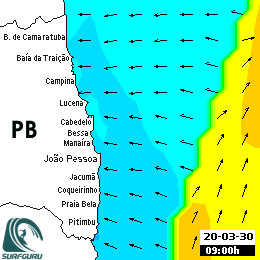 B. de Camaratuba
Baía da Traição
Campina
Lucena
Cabedelo
Bessa
PB
Manaíra
João Pessoa
Jacumã
Coqueirinho
Praia Bela
Pitimbu
20-03-30
09:00h
SURFGURU